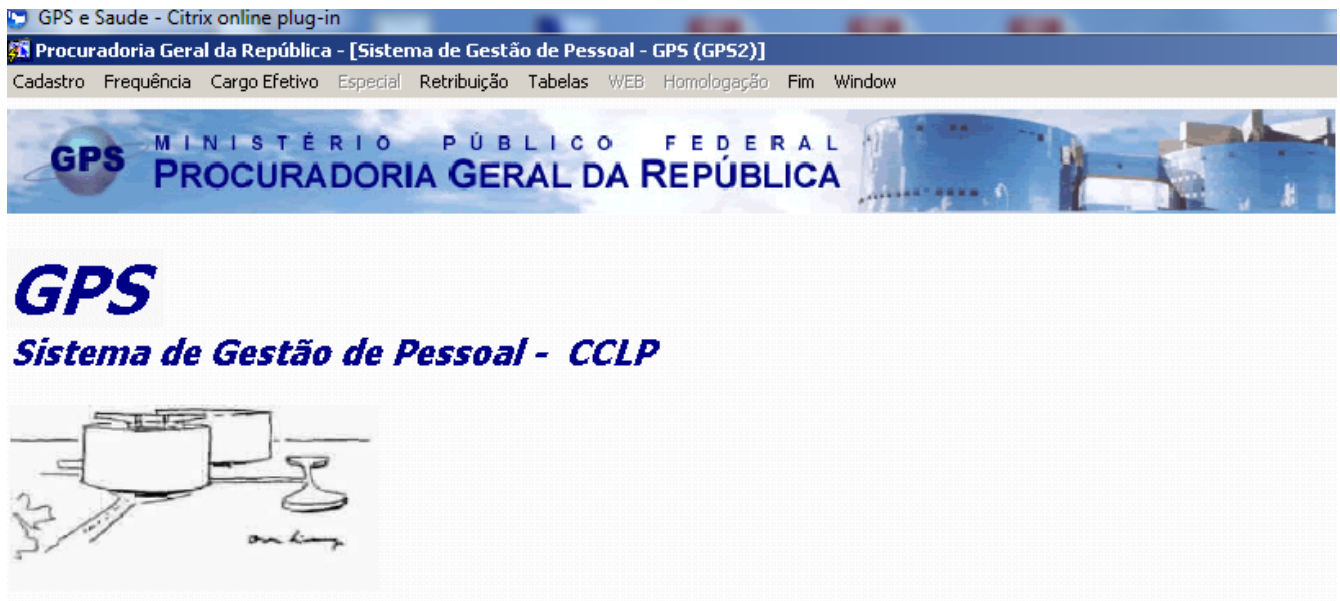 GPS e Saude - Citrix online plug-in
Procuradoria Geral da República - [Sistema de Gestão de Pessoal - GPS (GPS2)]
Cadastro Frequência Cargo Efetivo Especial Retribuição Tabelas WEB Homologação Fim Window
GPS
MINISTÉRIO PÚBLICO FEDERAL
PROCURADORIA GERAL DA REPÚBLICA
GPS
Sistema de Gestão de Pessoal - CCLP